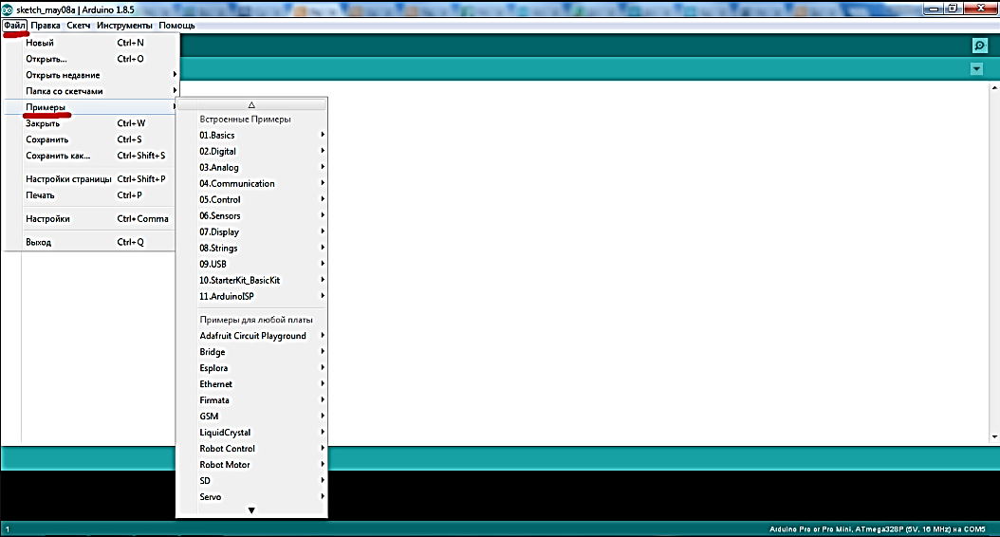 sketch_may08a | Arduino 1.8.5
Файл Правка Скетч Инструменты Помощь
Новый Ctrl+N
Открыть... Ctrl+O
Открыть недавние
Папка со скетчами
Примеры
Закрыть Ctrl+W
Сохранить Ctrl+S
Сохранить как... Ctrl+Shift+S
Настройки страницы Ctrl+Shift+P
Печать Ctrl+P
Настройки Ctrl+Comma
Выход Ctrl+Q
Встроенные Примеры
01.Basics
02.Digital
03.Analog
04.Communication
05.Control
06.Sensors
07.Display
08.Strings
09.USB
10.StarterKit_BasicKit
11.ArduinoISP
Примеры для любой платы
Adafruit Circuit Playground
Bridge
Esplora
Ethernet
Firmata
GSM
LiquidCrystal
Robot Control
Robot Motor
SD
Servo
1 Arduino Pro or Pro Mini, ATmega328P (5V, 16 MHz) на COM5